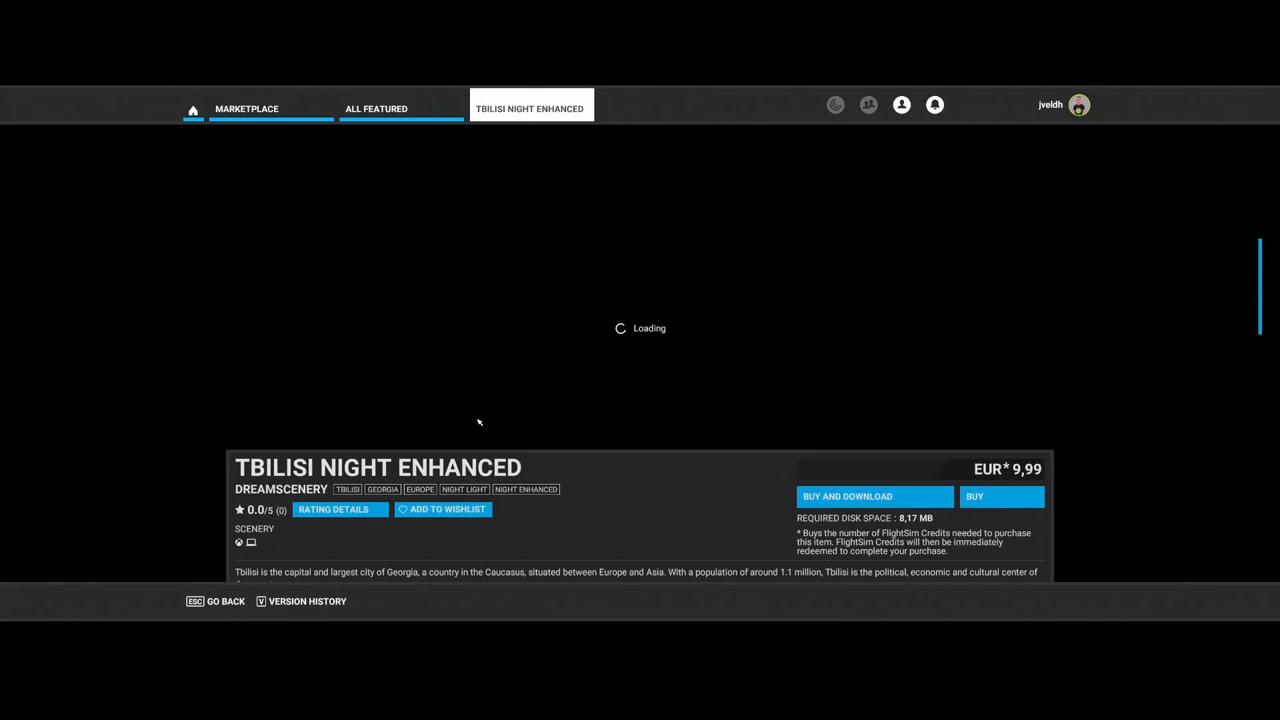 MARKETPLACE
ALL FEATURED
TBILISI NIGHT ENHANCED
jveldh
Loading
TBILISI NIGHT ENHANCED
DREAMSCENERY TBILISI GEORGIA EUROPE NIGHT LIGHT NIGHT ENHANCED
0.0/5 (0) RATING DETAILS ADD TO WISHLIST
SCENERY
EUR* 9,99
BUY AND DOWNLOAD BUY
REQUIRED DISK SPACE : 8,17 MB
* Buys the number of FlightSim Credits needed to purchase
this item. FlightSim Credits will then be immediately
redeemed to complete your purchase.
Tbilisi is the capital and largest city of Georgia, a country in the Caucasus, situated between Europe and Asia. With a population of around 1.1 million, Tbilisi is the political, economic and cultural center of
ESC GO BACK V VERSION HISTORY